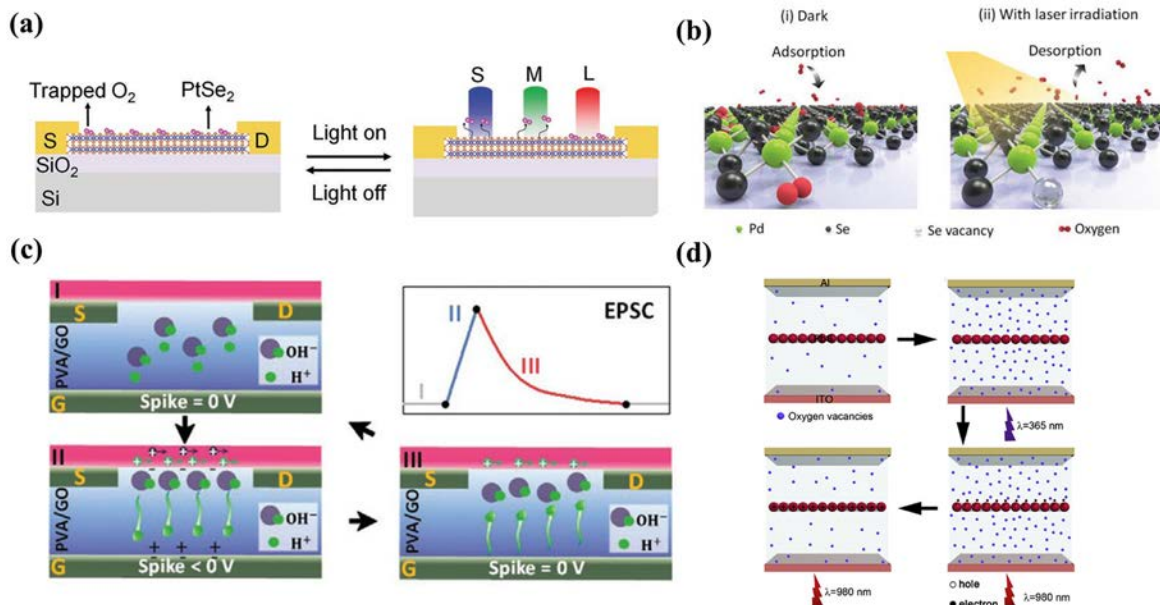 (a)
Trapped O2
PtSe2
S
D
SiO2
Si
Light on
Light off
S M L
(b)
(i) Dark
Adsorption
(ii) With laser irradiation
Desorption
Pd
Se
Se vacancy
Oxygen
(c)
I
S
D
PVA/GO
OH−
H+
G
Spike = 0 V
EPSC
I
II
III
II
S
D
PVA/GO
OH−
H+
G
Spike < 0 V
III
S
D
PVA/GO
OH−
H+
G
Spike = 0 V
(d)
Al
ITO
Oxygen vacancies
λ=365 nm
λ=980 nm
hole
electron
λ=980 nm